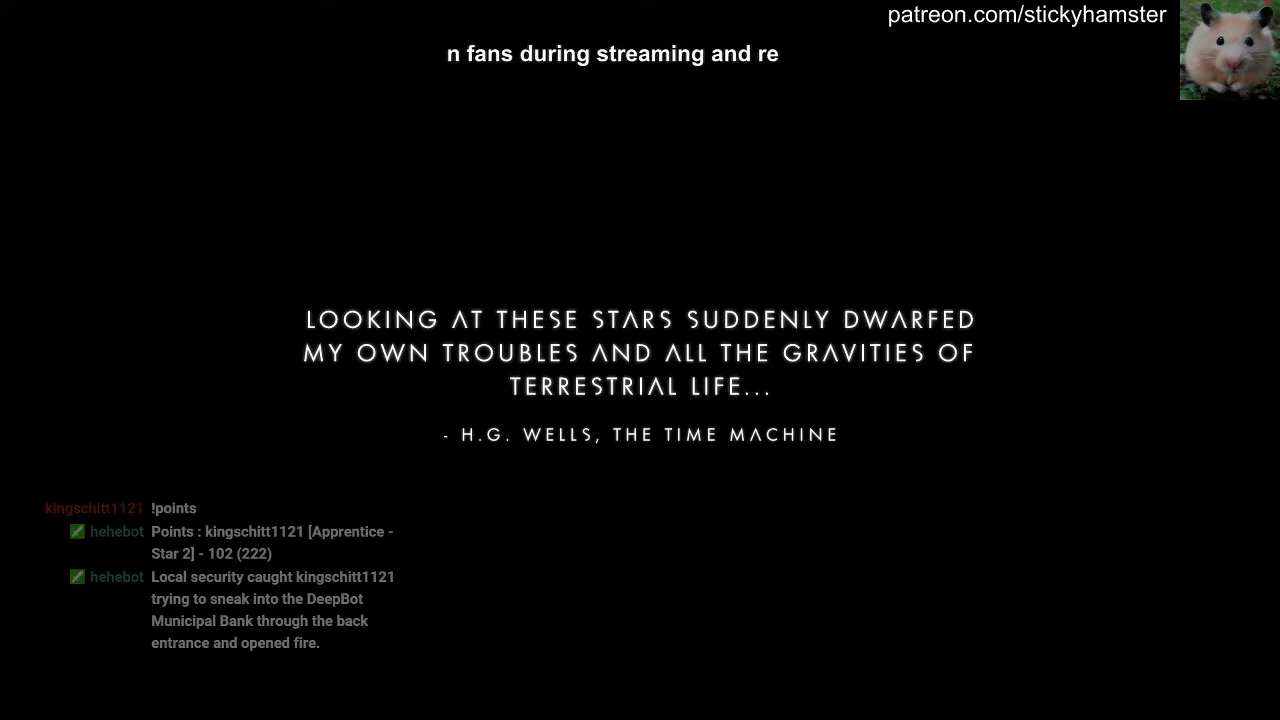 patreon.com/stickyhamster
n fans during streaming and re
LOOKING AT THESE STARS SUDDENLY DWARFED
MY OWN TROUBLES AND ALL THE GRAVITIES OF
TERRESTRIAL LIFE...
- H.G. WELLS, THE TIME MACHINE
kingschitt1121 !points
hehebot Points : kingschitt1121 [Apprentice -
Star 2] - 102 (222)
hehebot Local security caught kingschitt1121
trying to sneak into the DeepBot
Municipal Bank through the back
entrance and opened fire.